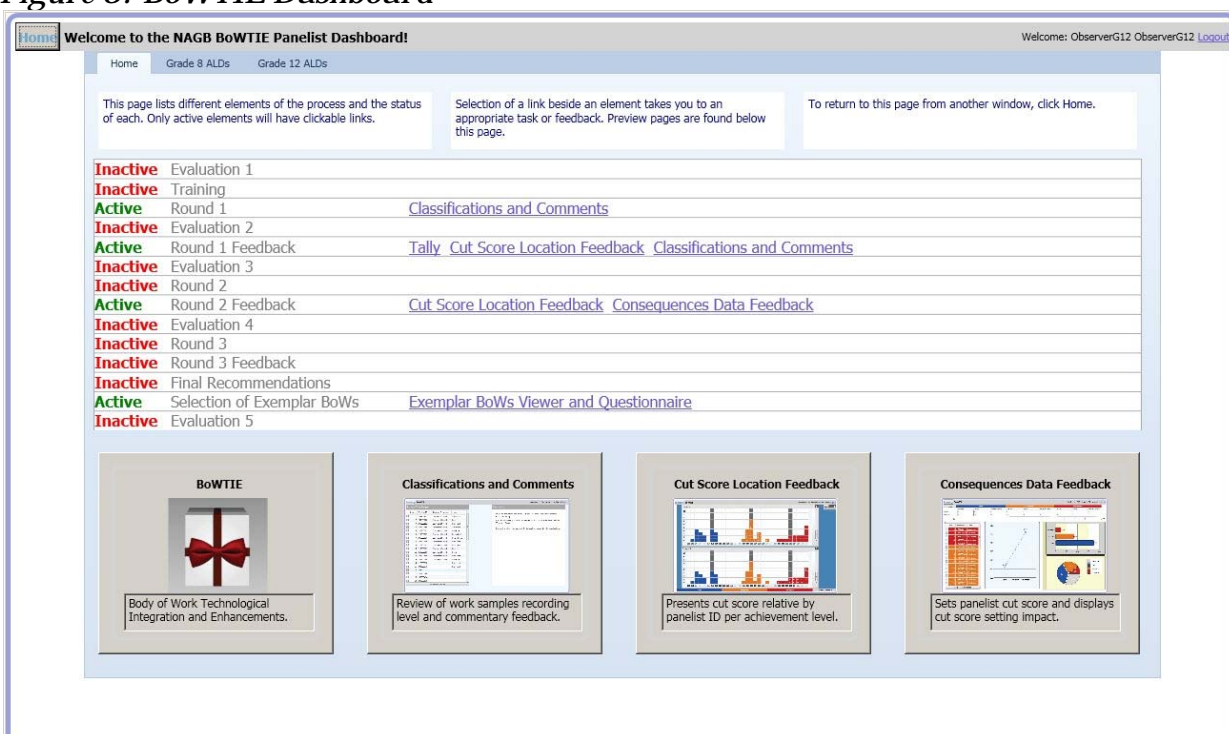 Figure 8. BoWTIE Dashboard
Home Welcome to the NAGB BoWTIE Panelist Dashboard! Welcome: ObserverG12 ObserverG12 Logout
Home Grade 8 ALDs Grade 12 ALDs
This page lists different elements of the process and the status
of each. Only active elements will have clickable links.
Selection of a link beside an element takes you to an
appropriate task or feedback. Preview pages are found below
this page.
To return to this page from another window, click Home.
Inactive Evaluation 1
Inactive Training
Active Round 1 Classifications and Comments
Inactive Evaluation 2
Active Round 1 Feedback Tally Cut Score Location Feedback Classifications and Comments
Inactive Evaluation 3
Inactive Round 2
Active Round 2 Feedback Cut Score Location Feedback Consequences Data Feedback
Inactive Evaluation 4
Inactive Round 3
Inactive Round 3 Feedback
Inactive Final Recommendations
Active Selection of Exemplar BoWs Exemplar BoWs Viewer and Questionnaire
Inactive Evaluation 5
BoWTIE
Body of Work Technological
Integration and Enhancements.
Classifications and Comments
Review of work samples recording
level and commentary feedback.
Cut Score Location Feedback
Presents cut score relative by
panelist ID per achievement level.
Consequences Data Feedback
Sets panelist cut score and displays
cut score setting impact.